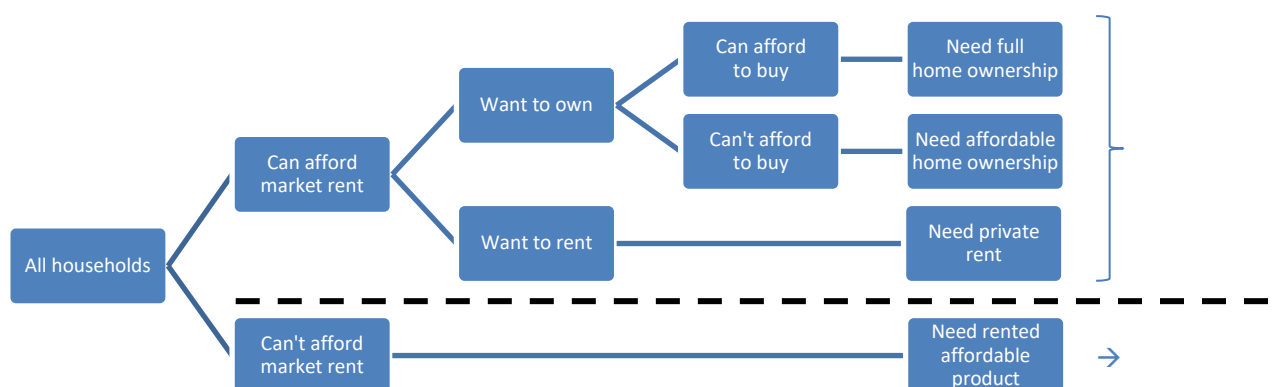 Can afford
to buy
Need full
home ownership
Want to own
Can't afford
to buy
Need affordable
home ownership
Can afford
market rent
Want to rent
Need private
rent
All households
Can't afford
market rent
Need rented
affordable
product
→